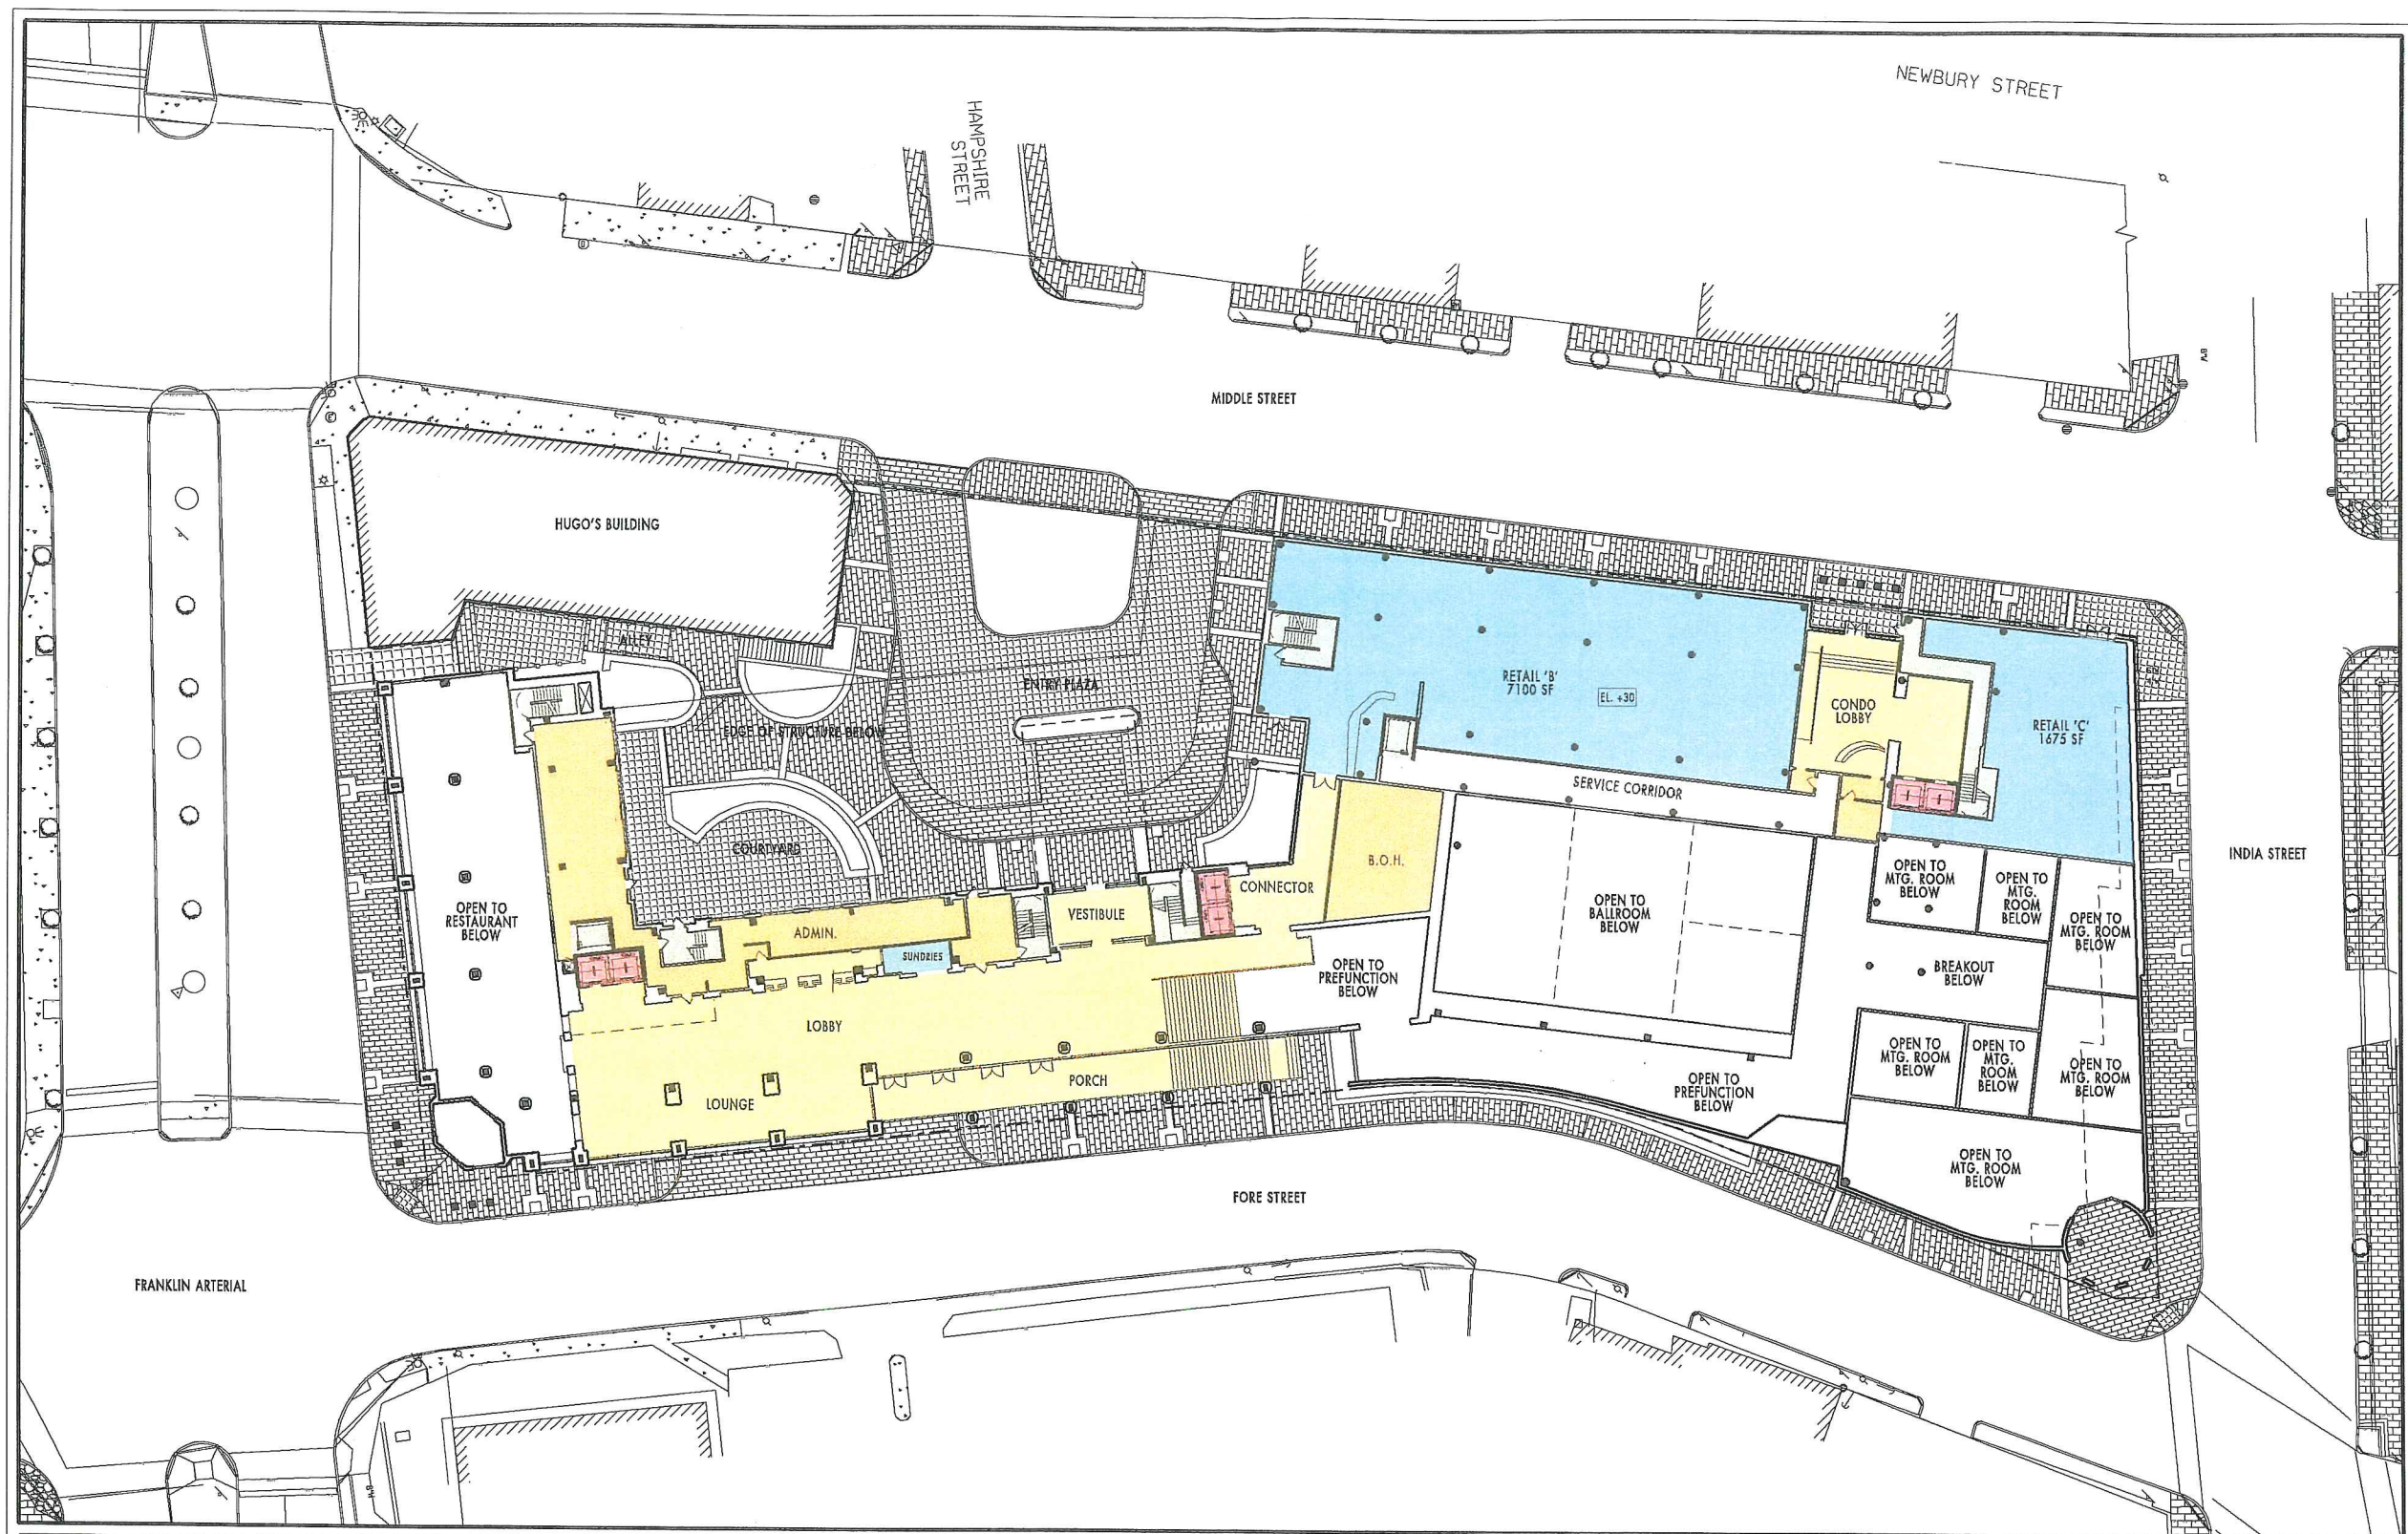 NEWBURY STREET
HAMPSHIRE
STREET
MIDDLE STREET
HUGO'S BUILDING
ALLEY
ENTRY PLAZA
EDGE OF STRUCTURE BELOW
COURTYARD
RETAIL 'B'
7100 SF
EL. +30
CONDO
LOBBY
RETAIL 'C'
1675 SF
SERVICE CORRIDOR
INDIA STREET
B.O.H.
CONNECTOR
VESTIBULE
ADMIN.
SUNDRIES
OPEN TO
RESTAURANT
BELOW
OPEN TO
BALLROOM
BELOW
OPEN TO
MTG. ROOM
BELOW
OPEN TO
MTG.
ROOM
BELOW
OPEN TO
MTG. ROOM
BELOW
OPEN TO
PREFUNCTION
BELOW
BREAKOUT
BELOW
LOBBY
LOUNGE
PORCH
OPEN TO
PREFUNCTION
BELOW
OPEN TO
MTG. ROOM
BELOW
OPEN TO
MTG.
ROOM
BELOW
OPEN TO
MTG. ROOM
BELOW
OPEN TO
MTG. ROOM
BELOW
FORE STREET
FRANKLIN ARTERIAL